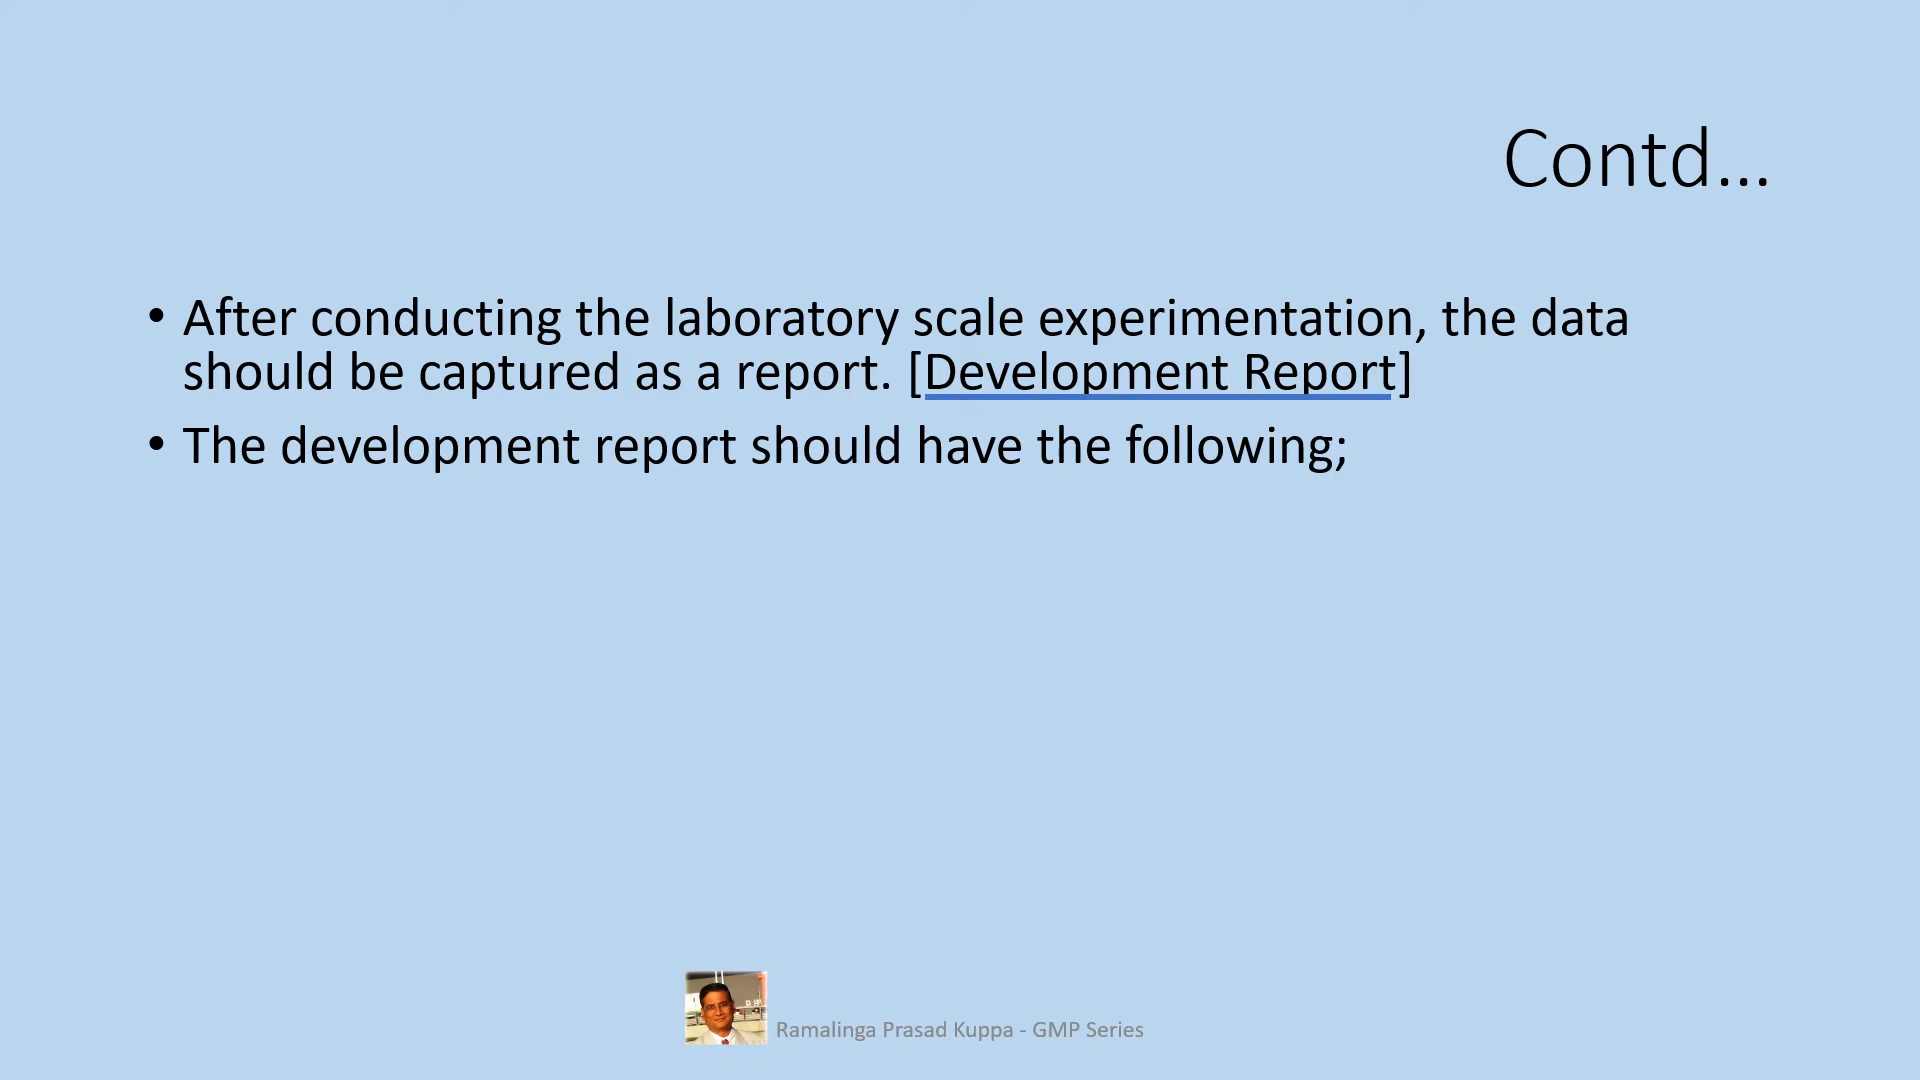 Contd...
• After conducting the laboratory scale experimentation, the data
should be captured as a report. [Development Report]
• The development report should have the following;
Ramalinga Prasad Kuppa - GMP Series